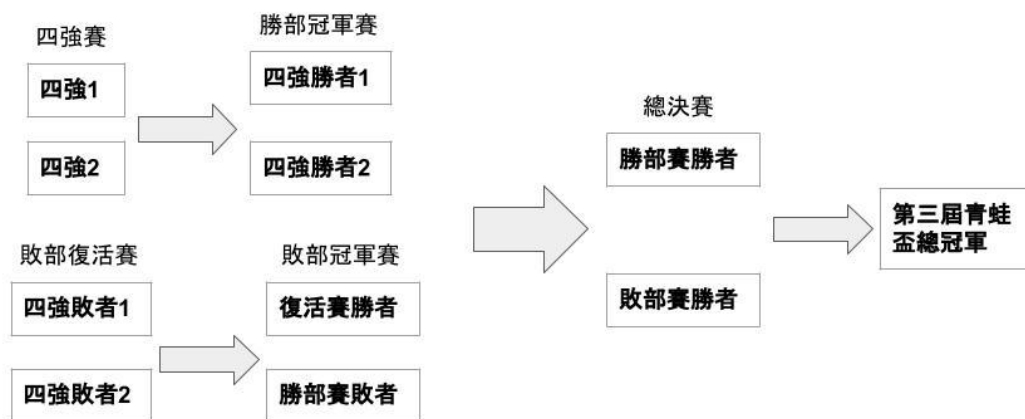 四強賽
四強1
四強2
勝部冠軍賽
四強勝者1
四強勝者2
敗部復活賽
四強敗者1
四強敗者2
敗部冠軍賽
復活賽勝者
勝部賽敗者
總決賽
勝部賽勝者
敗部賽勝者
第三屆青蛙
盃總冠軍